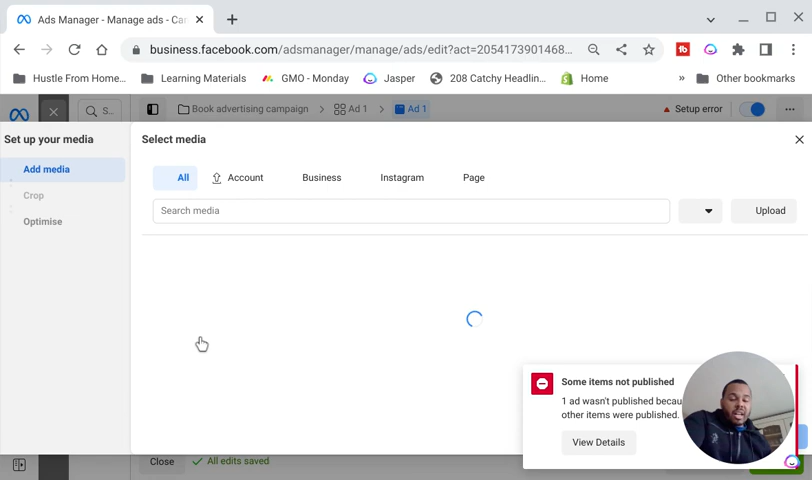 Ads Manager - Manage ads - Car
business.facebook.com/adsmanager/manage/ads/edit?act=2054173901468...
Hustle From Home...
Learning Materials
GMO - Monday
Jasper
208 Catchy Headlin...
Home
»
Other bookmarks
S...
Book advertising campaign
Ad 1
Ad 1
Setup error
Set up your media
Select media
Add media
All
Account
Business
Instagram
Page
Crop
Search media
Upload
Optimise
Some items not published
1 ad wasn't published becau
other items were published.
View Details
Close
All edits saved